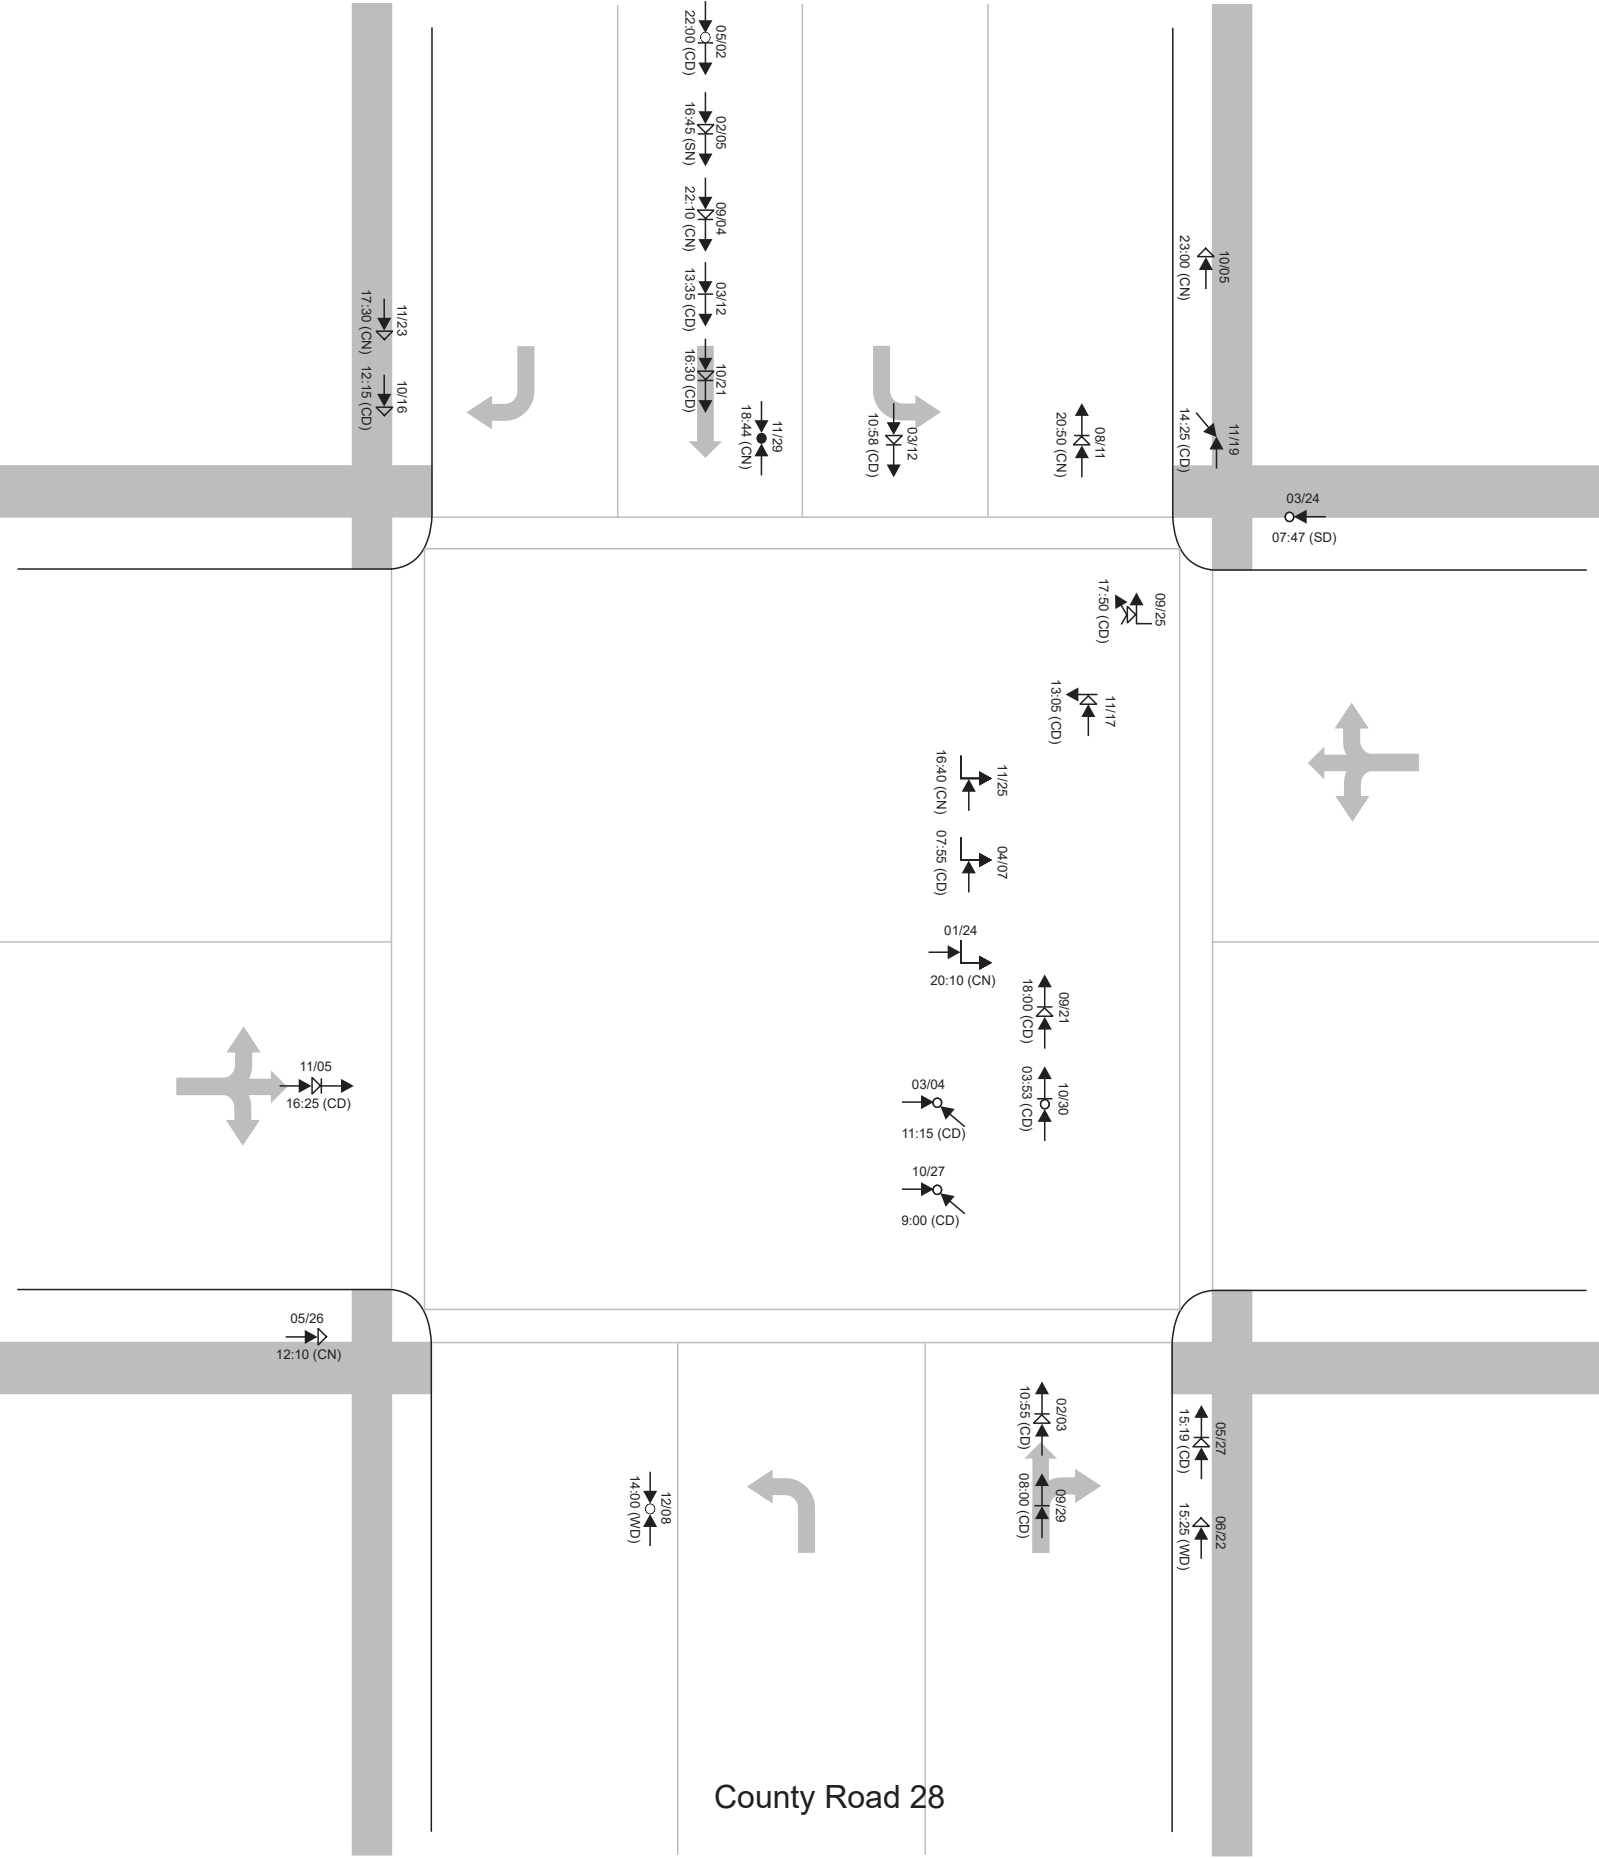 05/02
22:00 (CD)
02/05
16:45 (SN)
09/04
22:10 (CN)
03/12
13:35 (CD)
10/21
16:30 (CD)
11/29
18:44 (CN)
03/12
10:58 (CD)
08/11
20:50 (CN)
10/05
23:00 (CN)
11/19
14:25 (CD)
11/23
17:30 (CN)
10/16
12:15 (CD)
03/24
07:47 (SD)
09/25
17:50 (CD)
11/17
13:05 (CD)
11/25
16:40 (CN)
04/07
07:55 (CD)
01/24
20:10 (CN)
09/21
18:00 (CD)
10/30
03:53 (CD)
11/05
16:25 (CD)
03/04
11:15 (CD)
10/27
9:00 (CD)
05/26
12:10 (CN)
02/03
10:55 (CD)
09/29
08:00 (CD)
05/27
15:19 (CD)
06/22
15:25 (WD)
12/08
14:00 (WD)
County Road 28